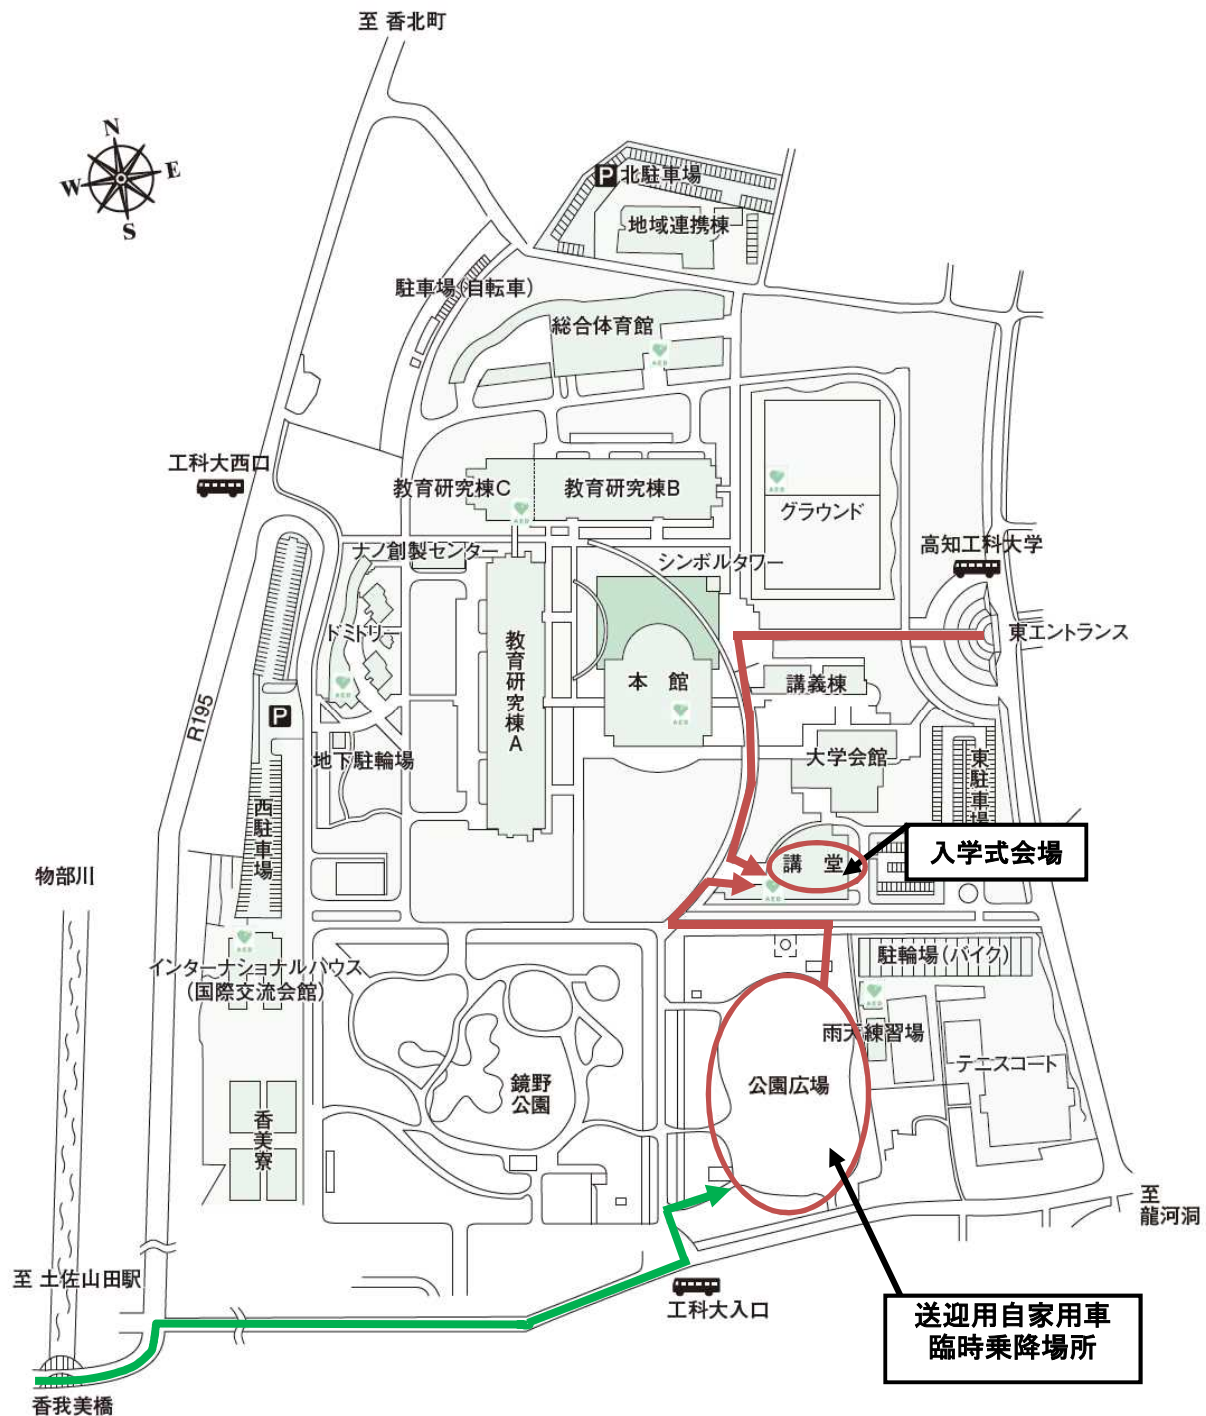 至 香北町
N
W
E
S
P 北駐車場
地域連携棟
駐車場(自転車)
総合体育館
AED
工科大西口
教育研究棟C
教育研究棟B
AED
AED
グラウンド
ナノ創製センター
シンボルタワー
高知工科大学
ドミトリー
東エントランス
教育研究棟A
本 館
AED
講義棟
AED
P
R195
地下駐輪場
大学会館
東駐車場
西駐車場
入学式会場
講 堂
AED
物部川
AED
インターナショナルハウス
(国際交流会館)
駐輪場(バイク)
AED
雨天練習場
テニスコート
鏡野
公園
公園広場
香美寮
至
龍河洞
至 土佐山田駅
工科大入口
送迎用自家用車
臨時乗降場所
香我美橋